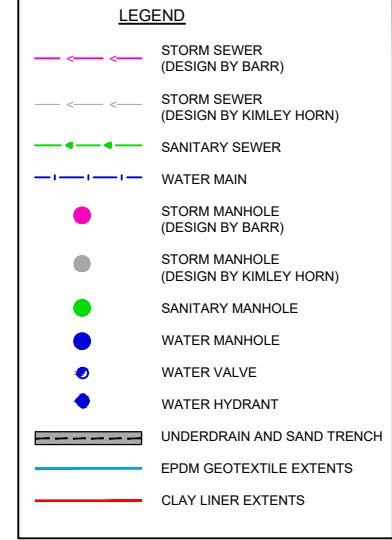 LEGEND
STORM SEWER
(DESIGN BY BARR)
STORM SEWER
(DESIGN BY KIMLEY HORN)
SANITARY SEWER
WATER MAIN
STORM MANHOLE
(DESIGN BY BARR)
STORM MANHOLE
(DESIGN BY KIMLEY HORN)
SANITARY MANHOLE
WATER MANHOLE
WATER VALVE
WATER HYDRANT
UNDERDRAIN AND SAND TRENCH
EPDM GEOTEXTILE EXTENTS
CLAY LINER EXTENTS